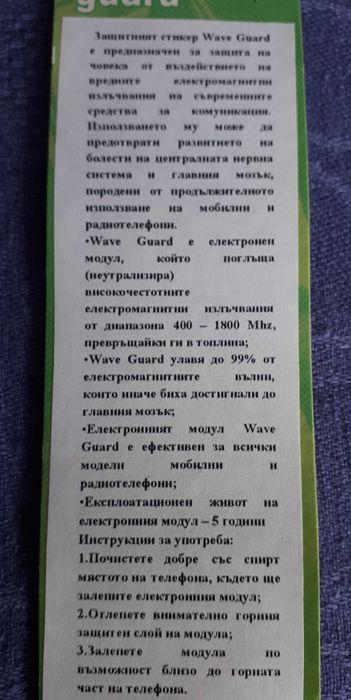 guard
Защитният стикер Wave Guard
е предназначен за защита на
човека от въздействието на
вредните електромагнитни
излъчвания на съвременните
средства за комуникации.
Използването му може да
предотврати развитието на
болести на централната нервна
система и главния мозък,
породени от продължителното
използване на мобилни и
радиотелефони.
•Wave Guard е електронен
модул, който поглъща
(неутрализира)
високочестотните
електромагнитни излъчвания
от диапазона 400 – 1800 Mhz,
превръщайки ги в топлина;
•Wave Guard улавя до 99% от
електромагнитните вълни,
които иначе биха достигнали до
главния мозък;
•Електронният модул Wave
Guard е ефективен за всички
модели мобилни и
радиотелефони;
•Експлоатационен живот на
електронния модул – 5 години
Инструкции за употреба:
1.Почистете добре със спирт
мястото на телефона, където ще
залепите електронния модул;
2.Отлепете внимателно горния
защитен слой на модула;
3.Залепете модула по
възможност близо до горната
част на телефона.